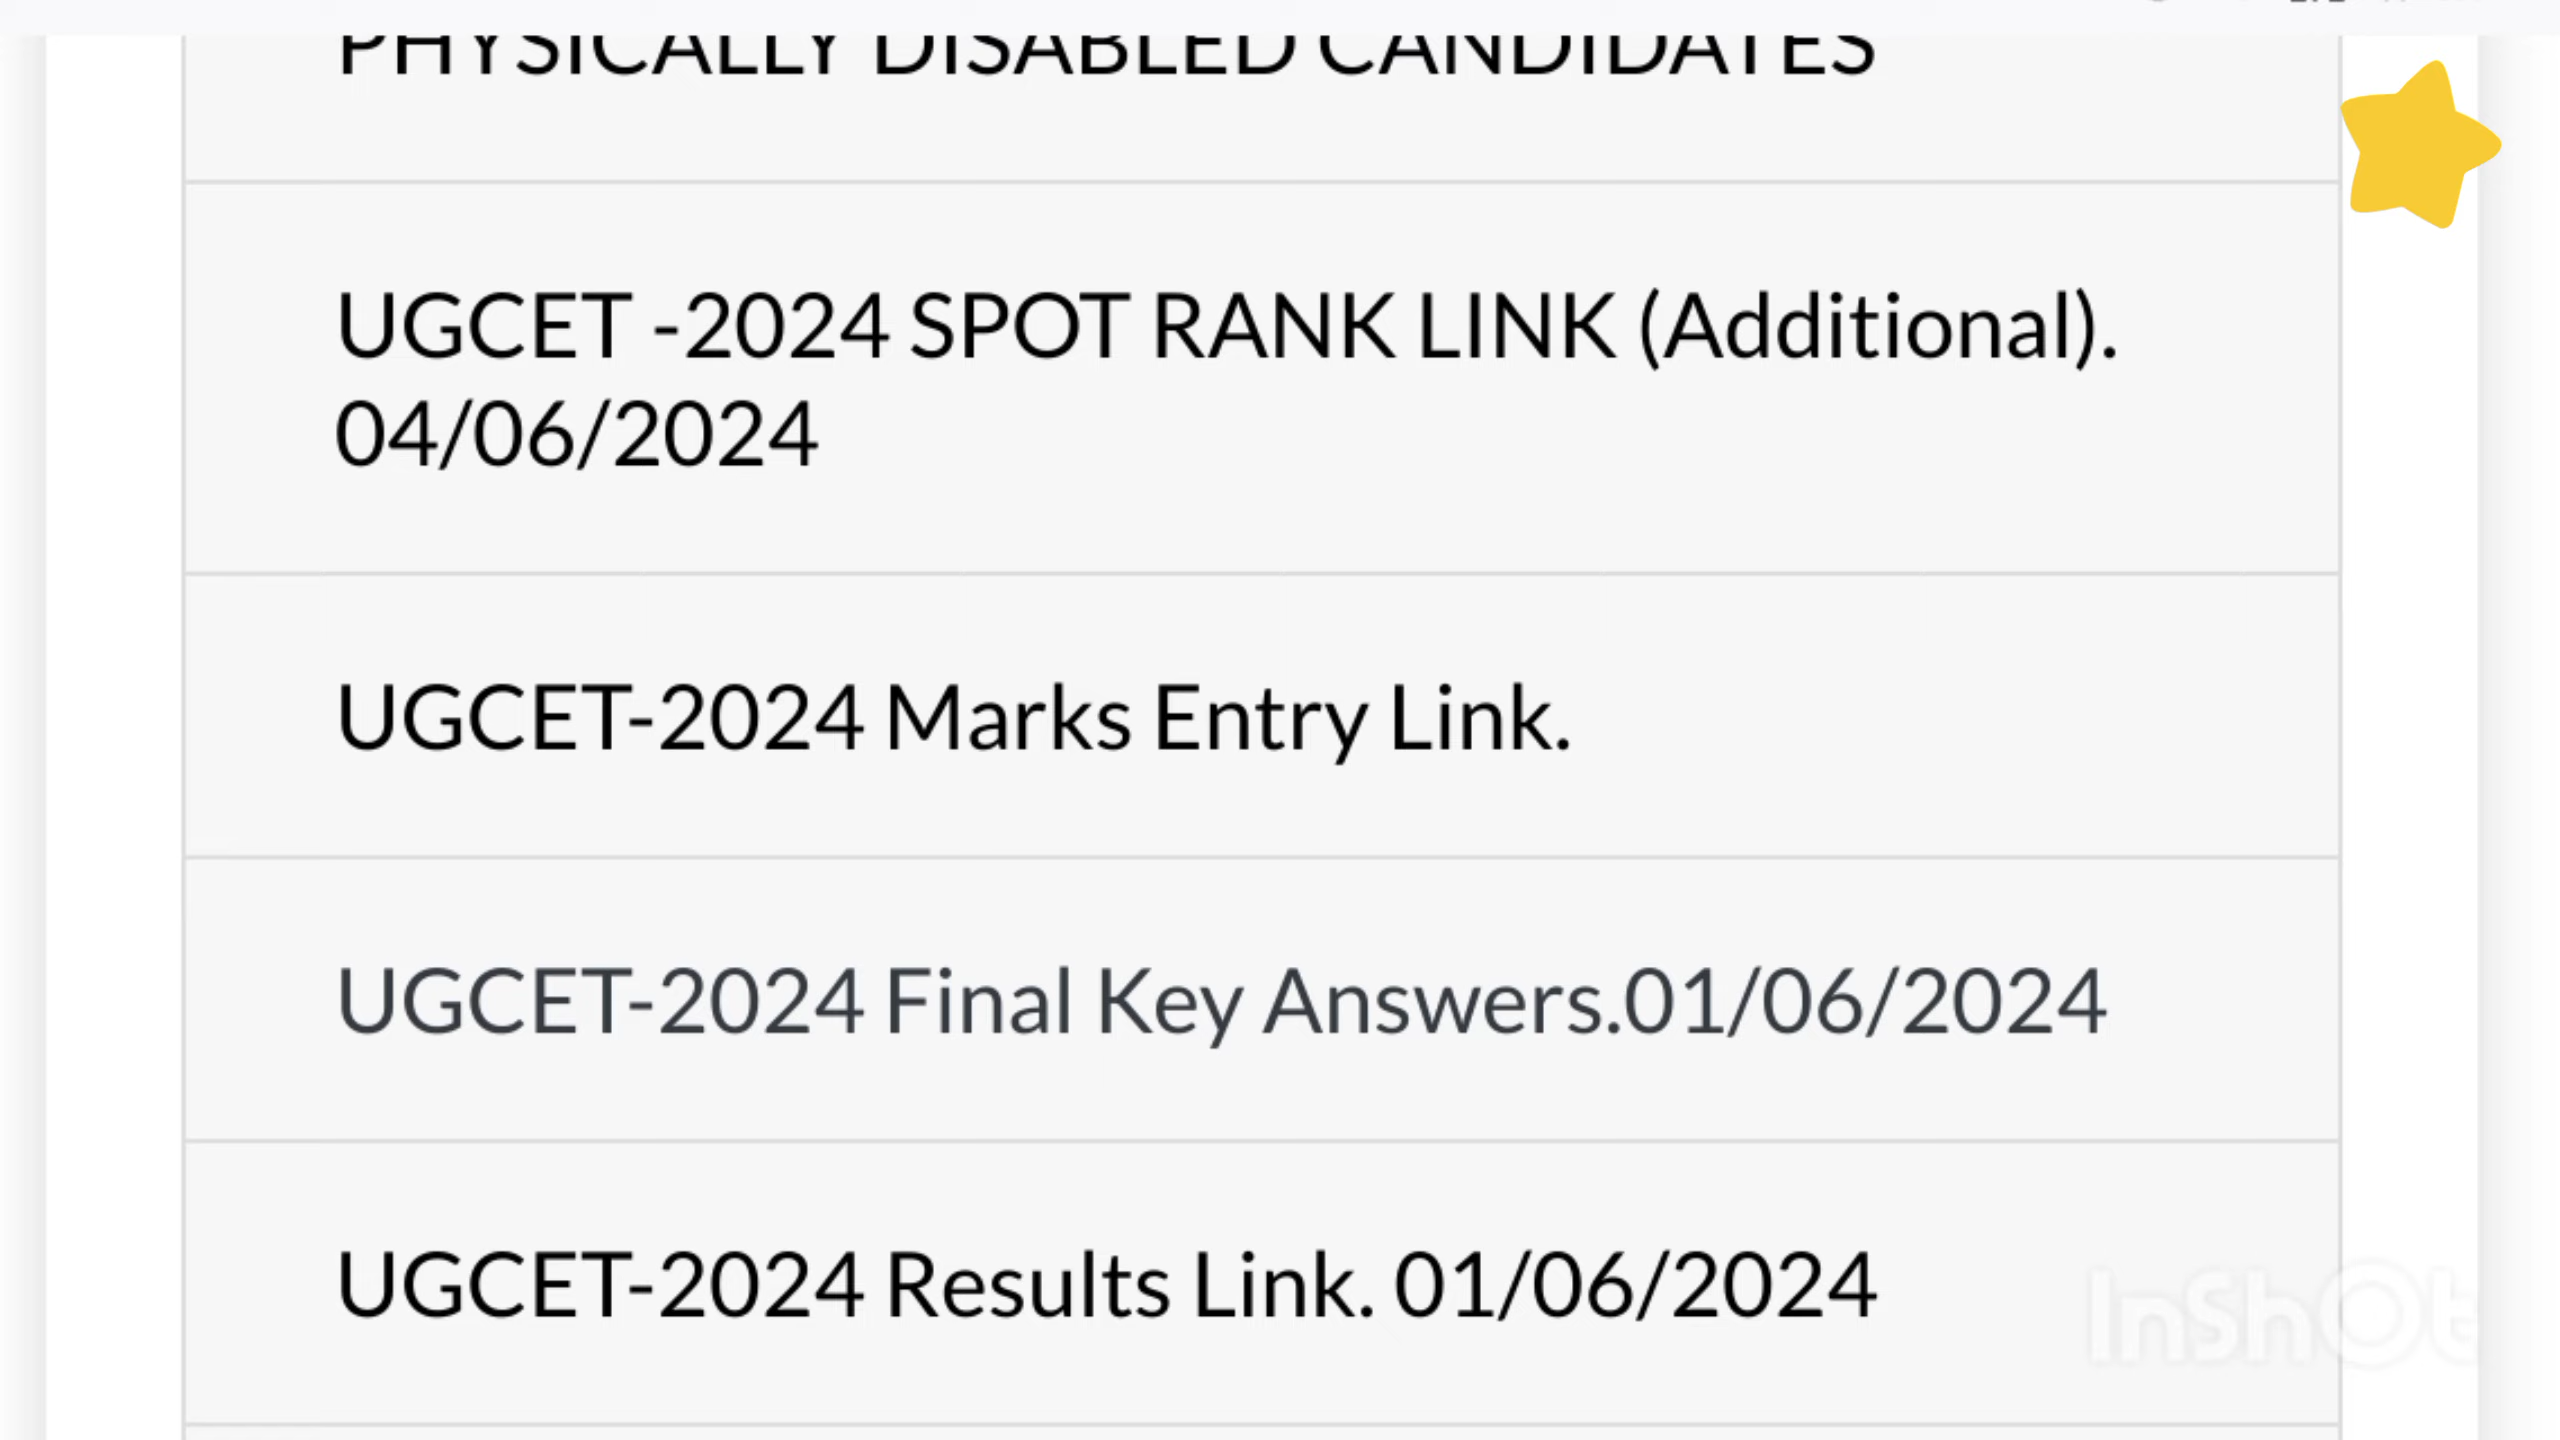 PHYSICALLY DISABLED CANDIDATES
UGCET -2024 SPOT RANK LINK (Additional).
04/06/2024
UGCET-2024 Marks Entry Link.
UGCET-2024 Final Key Answers.01/06/2024
UGCET-2024 Results Link. 01/06/2024
InShOt